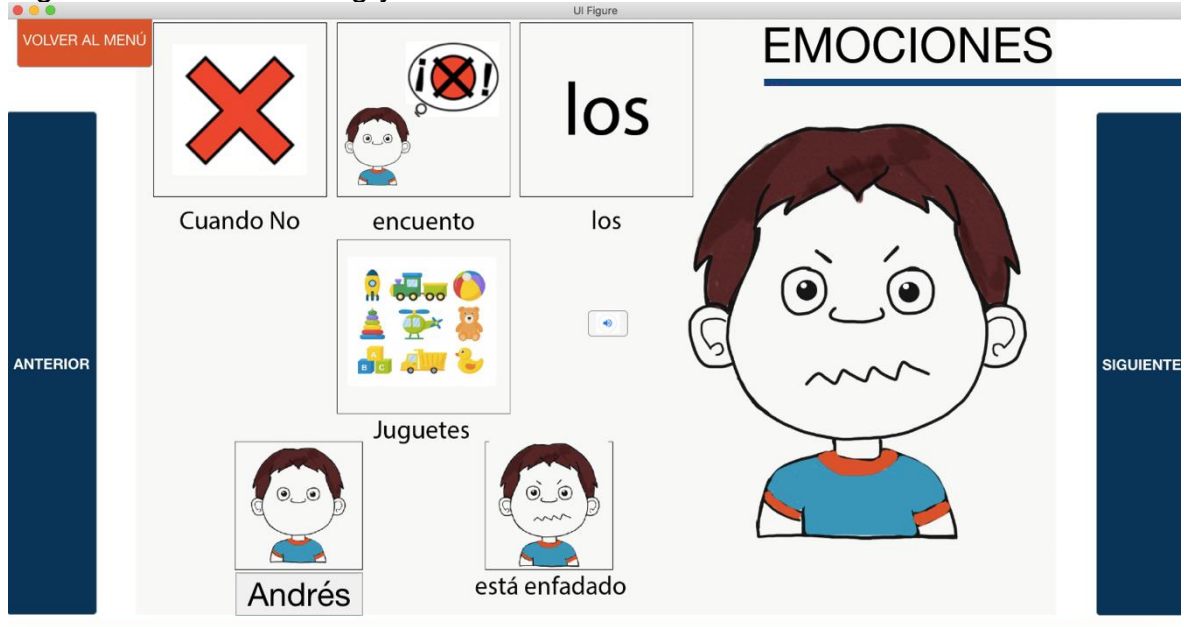 UI Figure
VOLVER AL MENÚ
EMOCIONES
los
Cuando No
encuento
los
ANTERIOR
SIGUIENTE
A
B C
Juguetes
Andrés
está enfadado